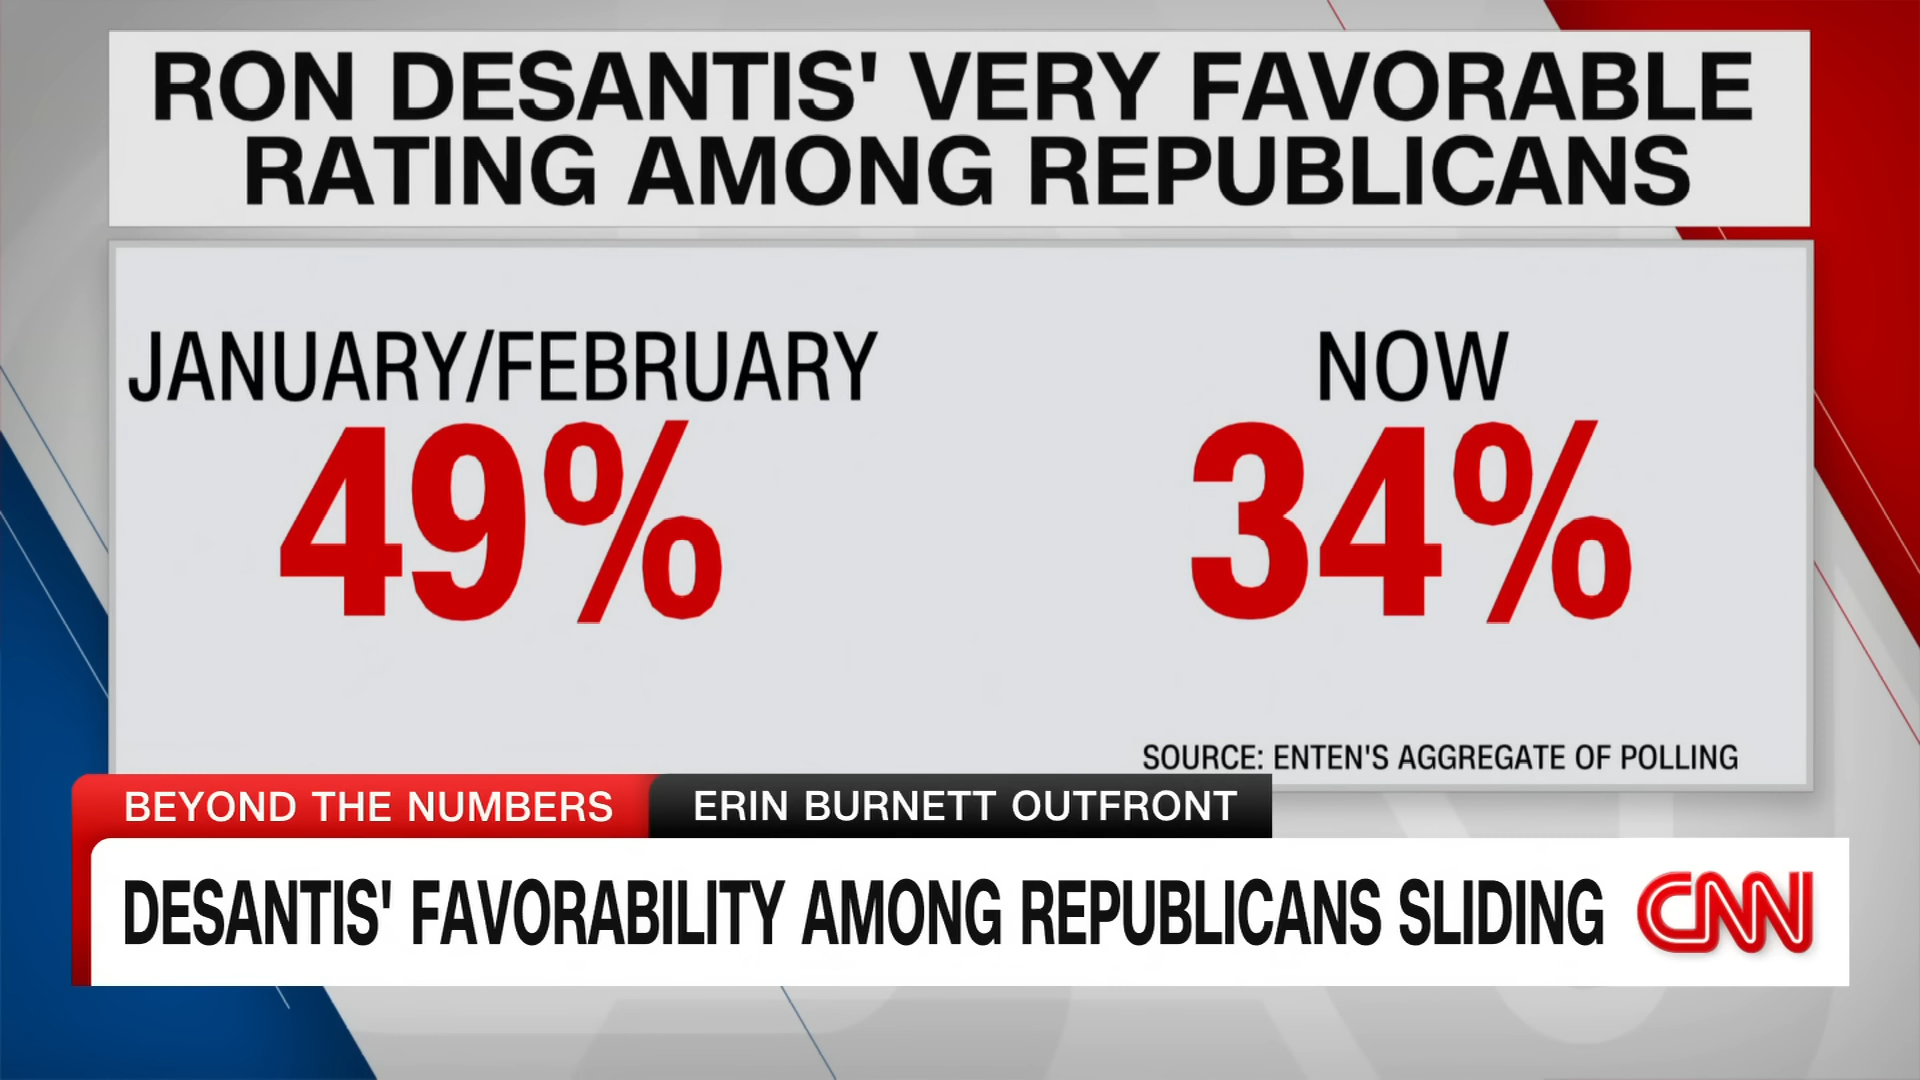 RON DESANTIS' VERY FAVORABLE
RATING AMONG REPUBLICANS
JANUARY/FEBRUARY
49%
NOW
34%
SOURCE: ENTEN'S AGGREGATE OF POLLING
BEYOND THE NUMBERS
ERIN BURNETT OUTFRONT
DESANTIS' FAVORABILITY AMONG REPUBLICANS SLIDING
CNN